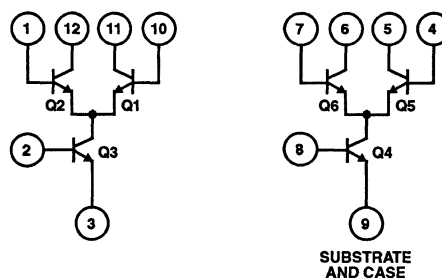 1 12 11 10 7 6 5 4
Q2 Q1 Q6 Q5
2 Q3 8 Q4
3 9
SUBSTRATE
AND CASE